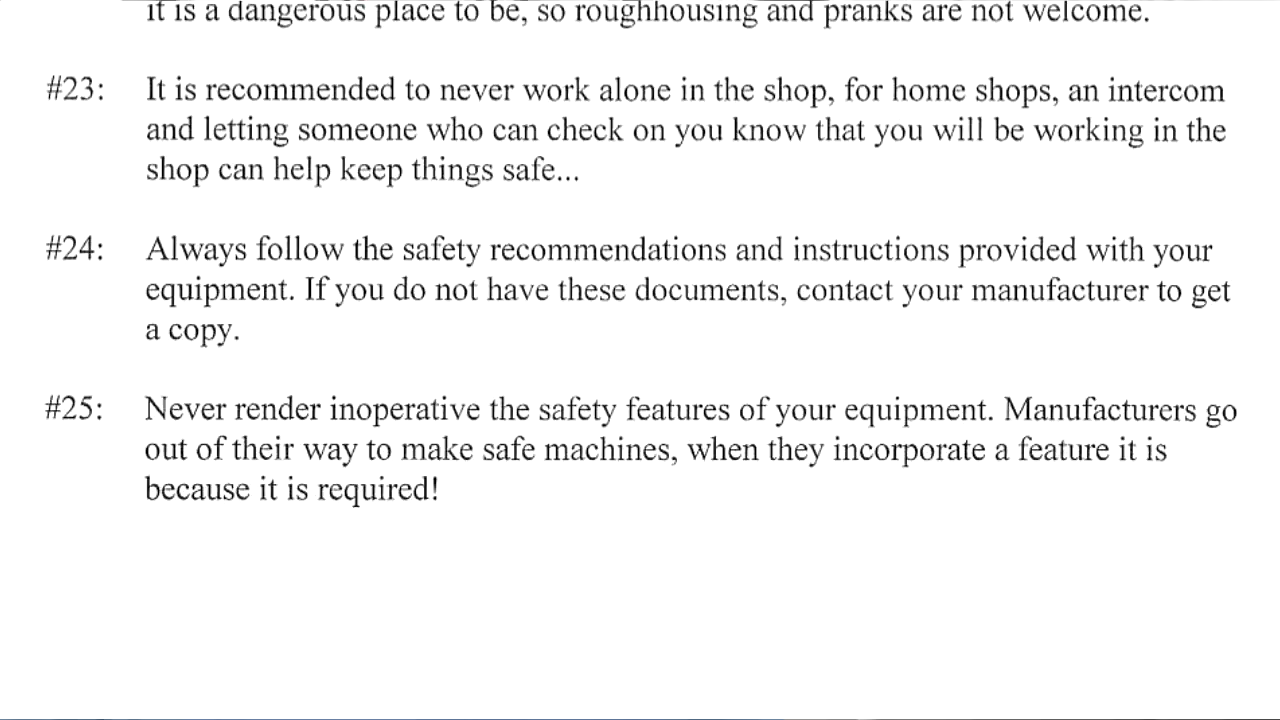 it is a dangerous place to be, so roughhousing and pranks are not welcome.
#23: It is recommended to never work alone in the shop, for home shops, an intercom
and letting someone who can check on you know that you will be working in the
shop can help keep things safe...
#24: Always follow the safety recommendations and instructions provided with your
equipment. If you do not have these documents, contact your manufacturer to get
a copy.
#25: Never render inoperative the safety features of your equipment. Manufacturers go
out of their way to make safe machines, when they incorporate a feature it is
because it is required!